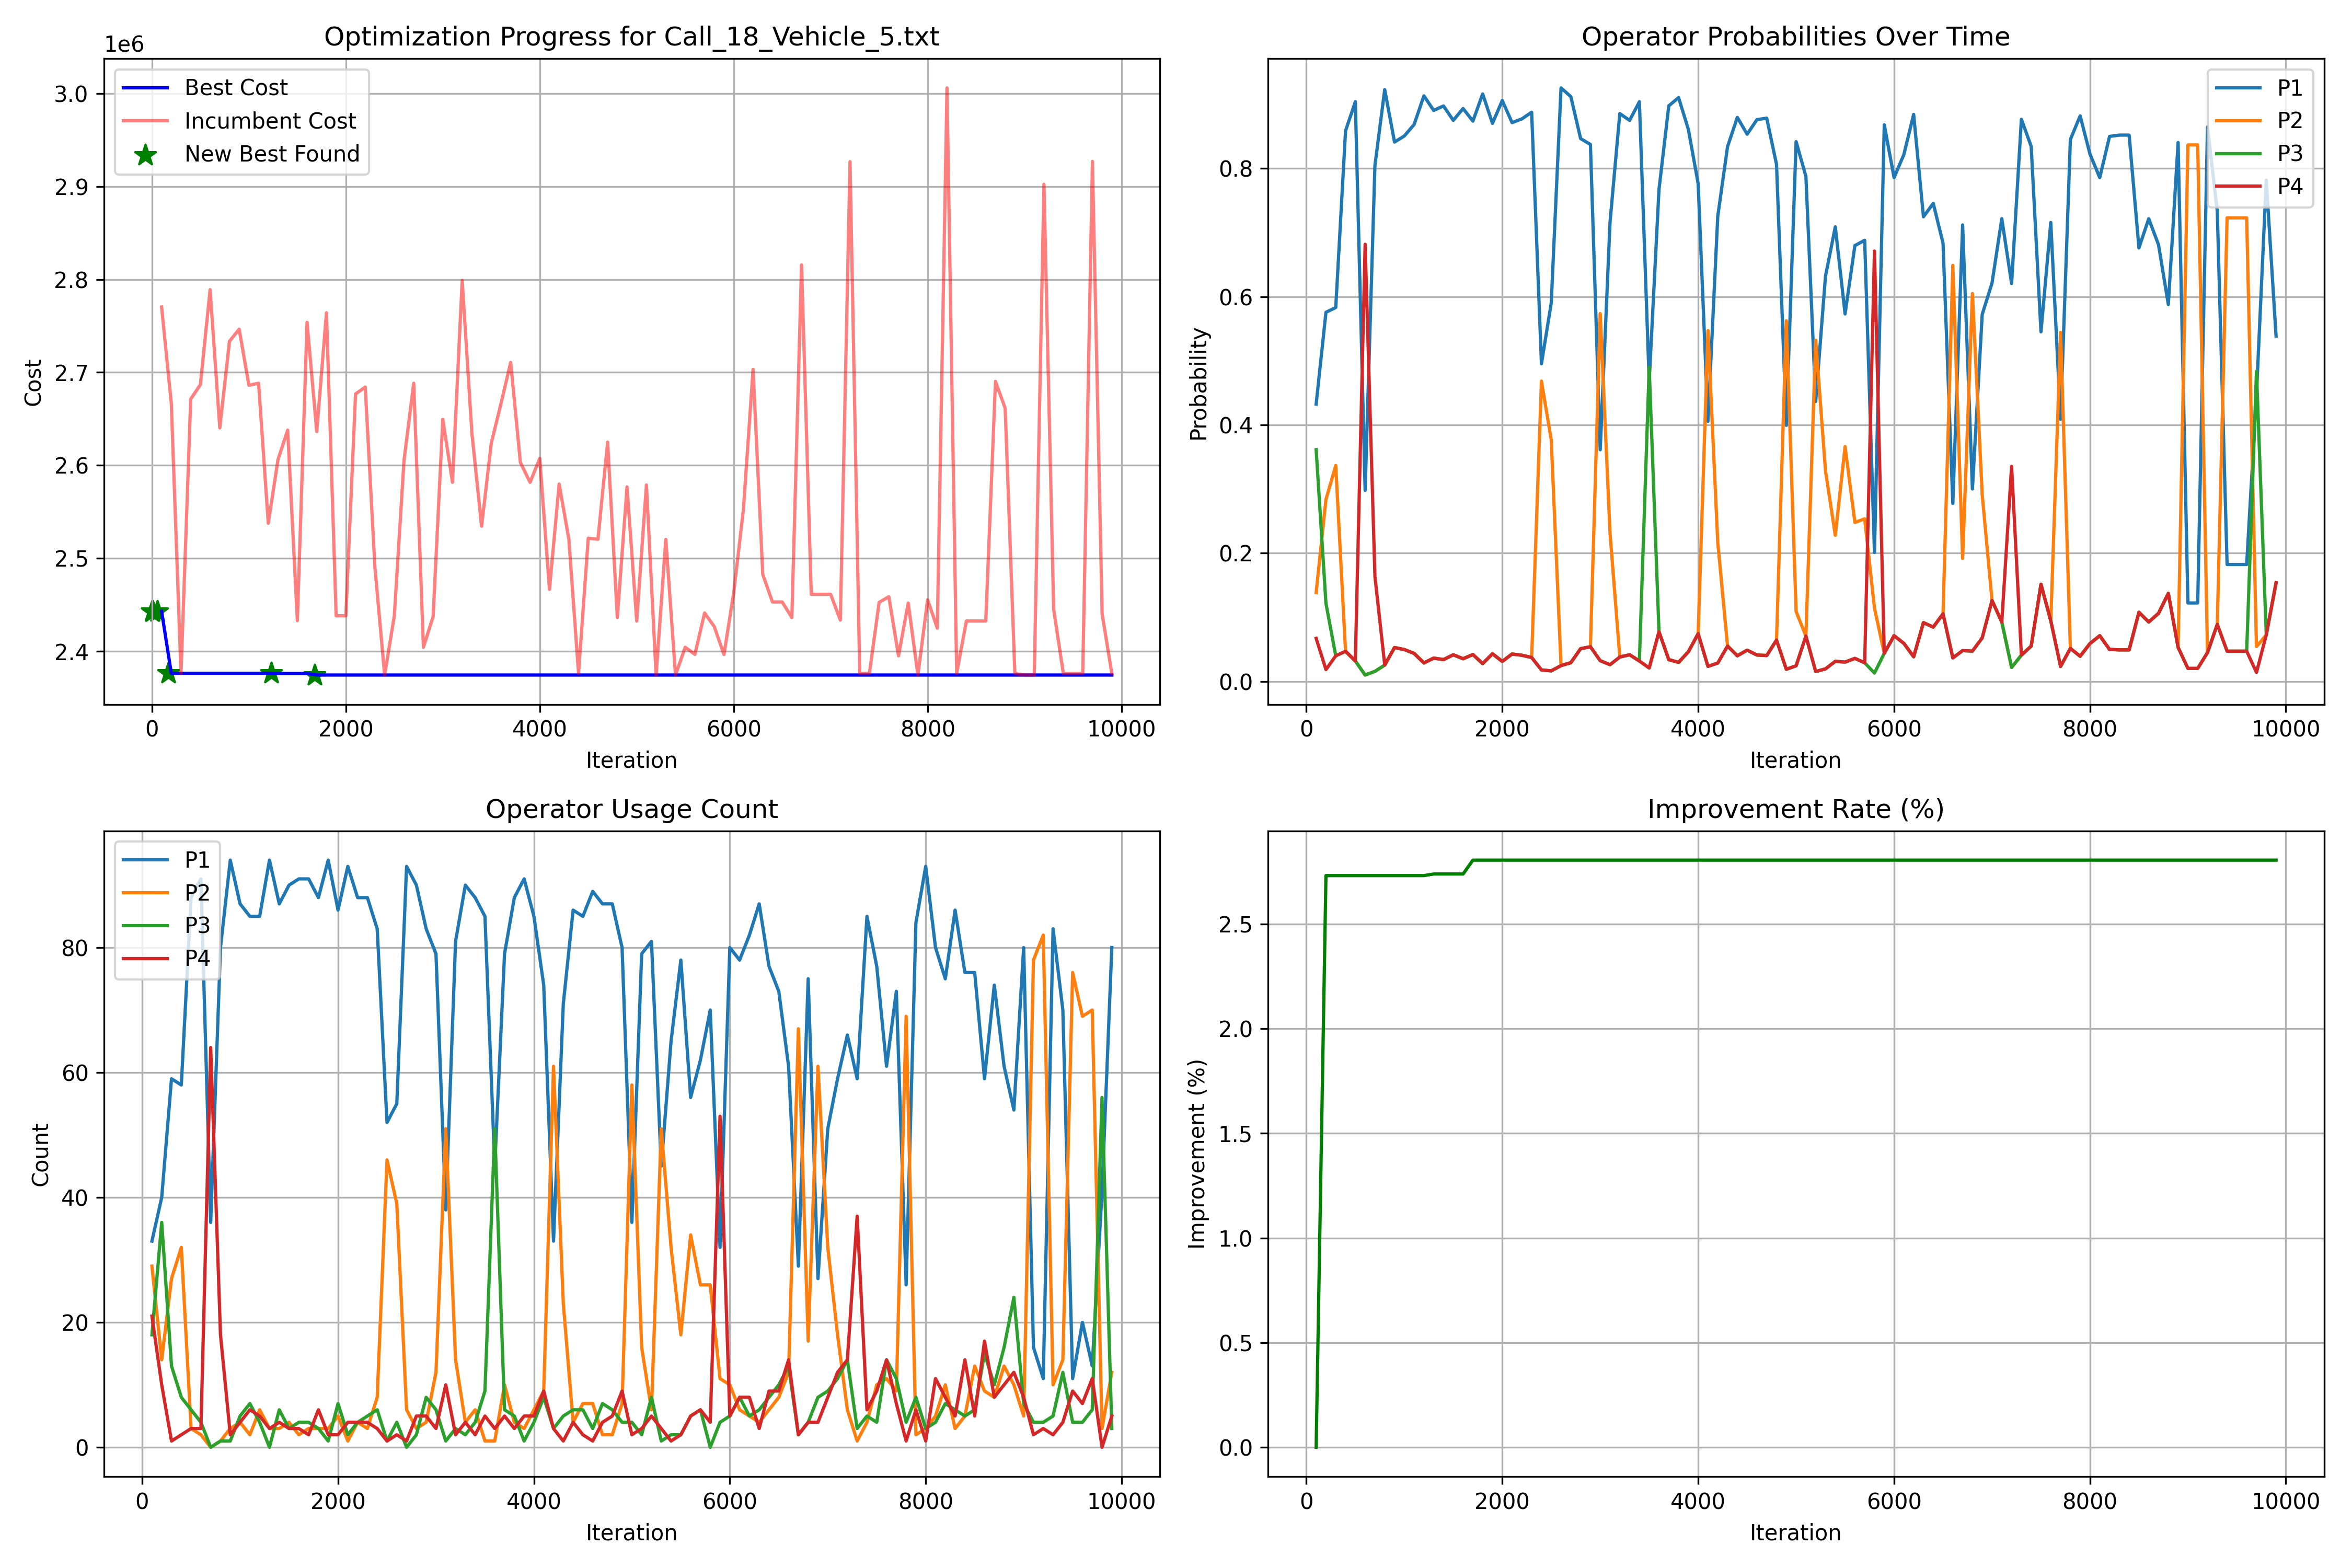 Optimization Progress for Call_18_Vehicle_5.txt
1e6
Best Cost
Incumbent Cost
New Best Found
3.0
2.9
2.8
2.7
2.6
2.5
2.4
Cost
0 2000 4000 6000 8000 10000
Iteration
Operator Probabilities Over Time
P1
P2
P3
P4
0.8
0.6
0.4
0.2
0.0
Probability
0 2000 4000 6000 8000 10000
Iteration
Operator Usage Count
P1
P2
P3
P4
80
60
40
20
0
Count
0 2000 4000 6000 8000 10000
Iteration
Improvement Rate (%)
2.5
2.0
1.5
1.0
0.5
0.0
Improvement (%)
0 2000 4000 6000 8000 10000
Iteration